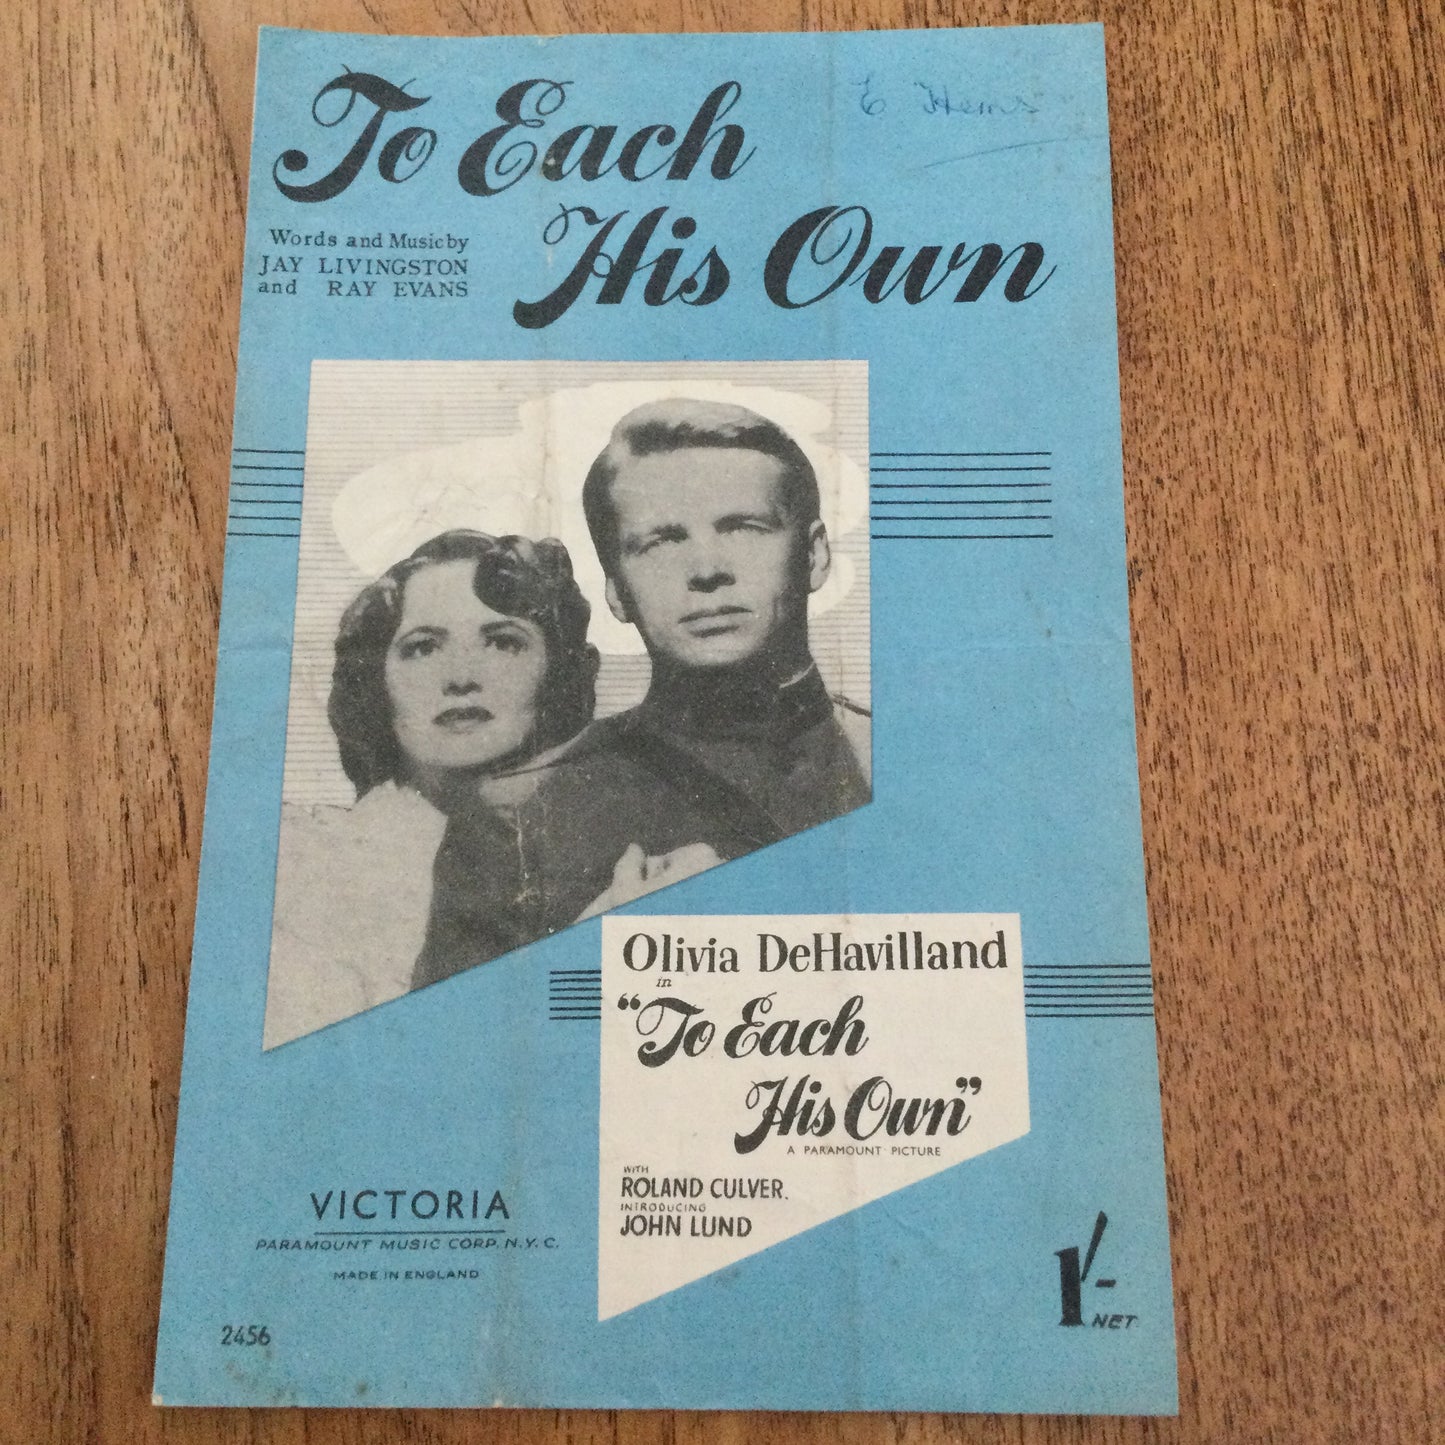 To Each
His Own
E Hems
Words and Music by
JAY LIVINGSTON
and RAY EVANS
Olivia DeHavilland
in
“To Each
His Own”
A PARAMOUNT PICTURE
WITH
ROLAND CULVER.
INTRODUCING
JOHN LUND
VICTORIA
PARAMOUNT MUSIC CORP. N.Y.C.
MADE IN ENGLAND
2456
1/-
NET